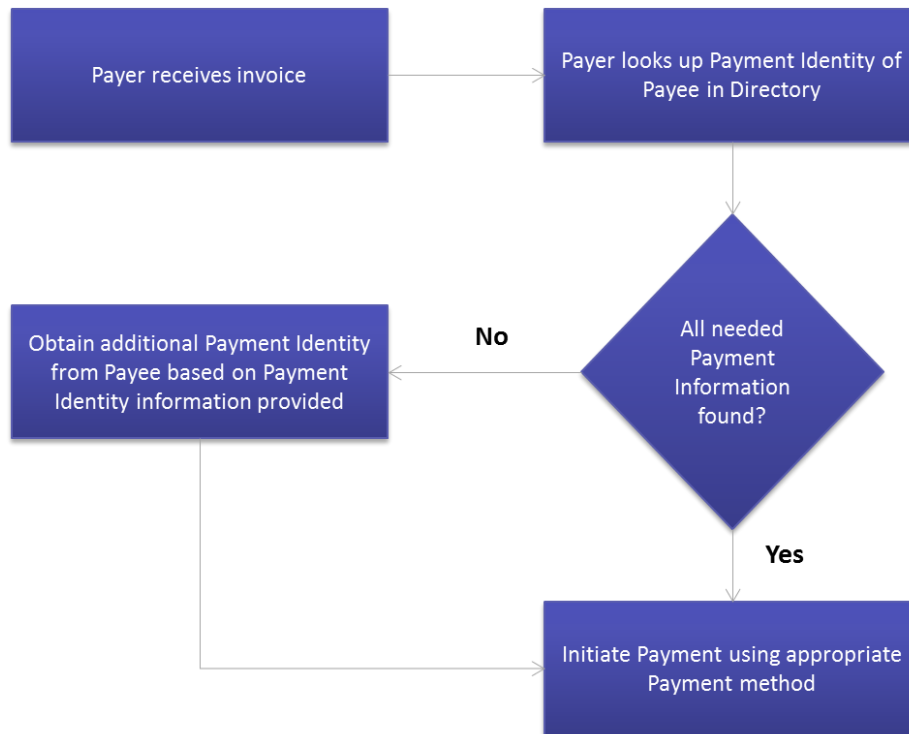 Payer receives invoice
Payer looks up Payment Identity of
Payee in Directory
All needed
Payment
Information
found?
No
Obtain additional Payment Identity
from Payee based on Payment
Identity information provided
Yes
Initiate Payment using appropriate
Payment method